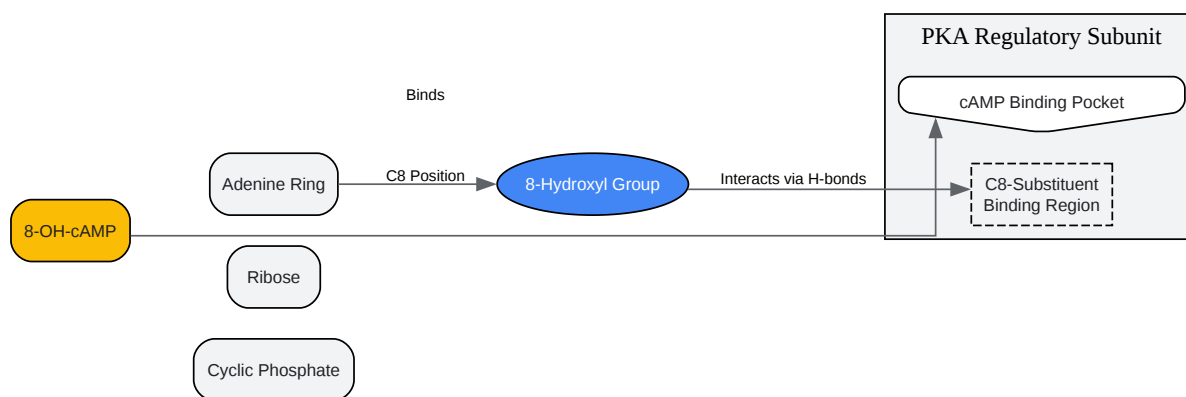 PKA Regulatory Subunit
Binds
cAMP Binding Pocket
Adenine Ring
C8 Position
8-Hydroxyl Group
Interacts via H-bonds
C8-Substituent
Binding Region
8-OH-cAMP
Ribose
Cyclic Phosphate